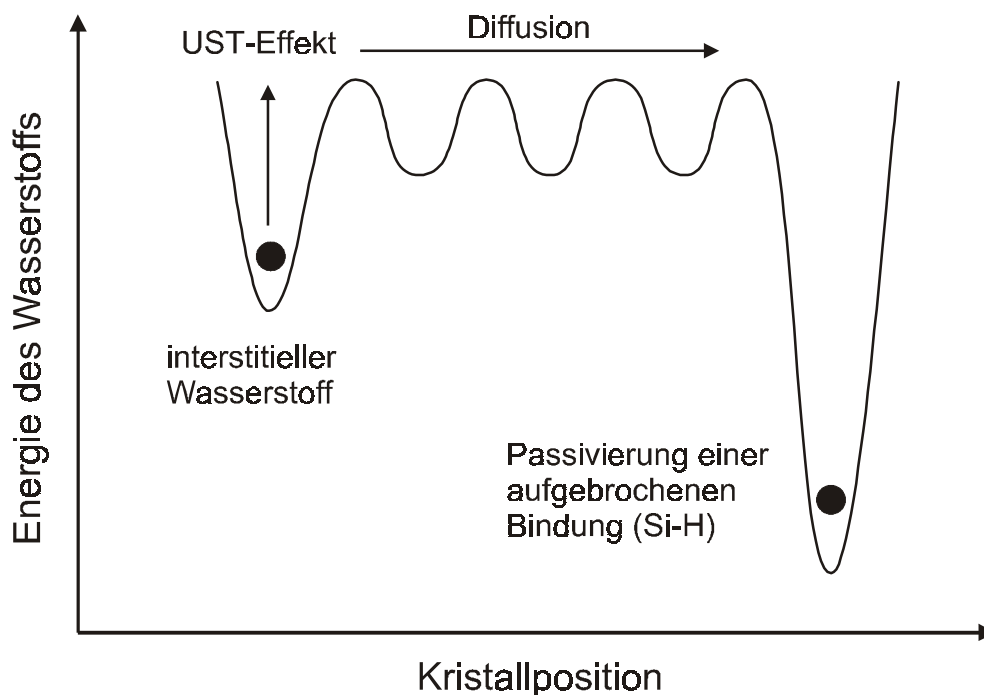 Diffusion
UST-Effekt
Energie des Wasserstoffs
interstitieller
Wasserstoff
Passivierung einer
aufgebrochenen
Bindung (Si-H)
Kristallposition